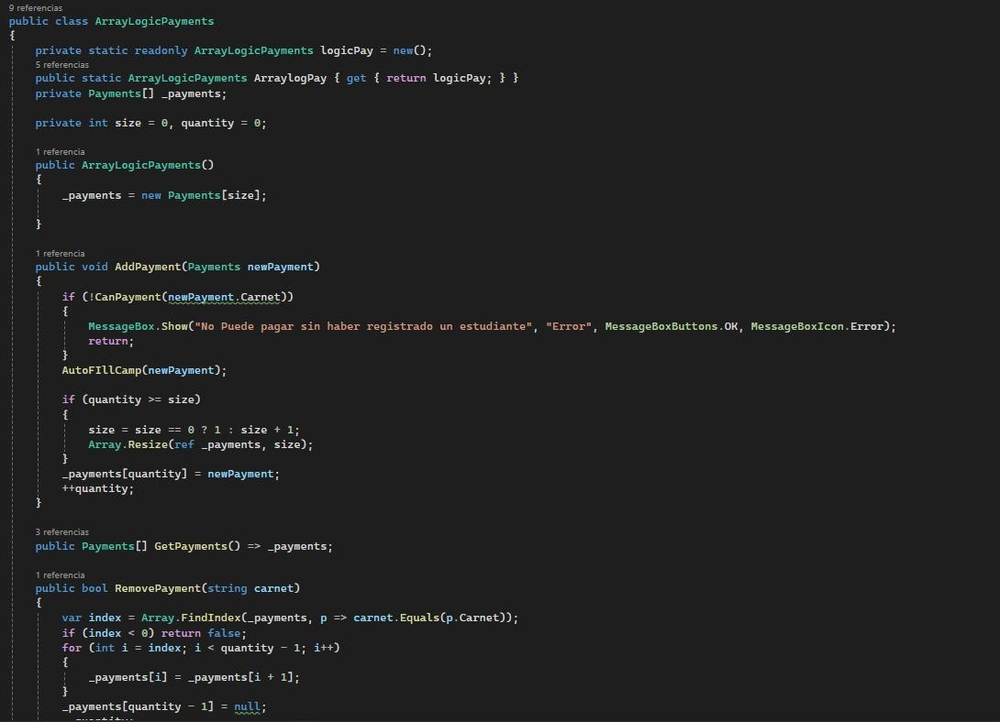 9 referencias
public class ArrayLogicPayments
{
    private static readonly ArrayLogicPayments logicPay = new();
    5 referencias
    public static ArrayLogicPayments ArraylogPay { get { return logicPay; } }
    private Payments[] _payments;

    private int size = 0, quantity = 0;

    1 referencia
    public ArrayLogicPayments()
    {
        _payments = new Payments[size];

    }

    1 referencia
    public void AddPayment(Payments newPayment)
    {
        if (!CanPayment(newPayment.Carnet))
        {
            MessageBox.Show("No Puede pagar sin haber registrado un estudiante", "Error", MessageBoxButtons.OK, MessageBoxIcon.Error);
            return;
        }
        AutoFIllCamp(newPayment);

        if (quantity >= size)
        {
            size = size == 0 ? 1 : size + 1;
            Array.Resize(ref _payments, size);
        }
        _payments[quantity] = newPayment;
        ++quantity;
    }

    3 referencias
    public Payments[] GetPayments() => _payments;

    1 referencia
    public bool RemovePayment(string carnet)
    {
        var index = Array.FindIndex(_payments, p => carnet.Equals(p.Carnet));
        if (index < 0) return false;
        for (int i = index; i < quantity - 1; i++)
        {
            _payments[i] = _payments[i + 1];
        }
        _payments[quantity - 1] = null;